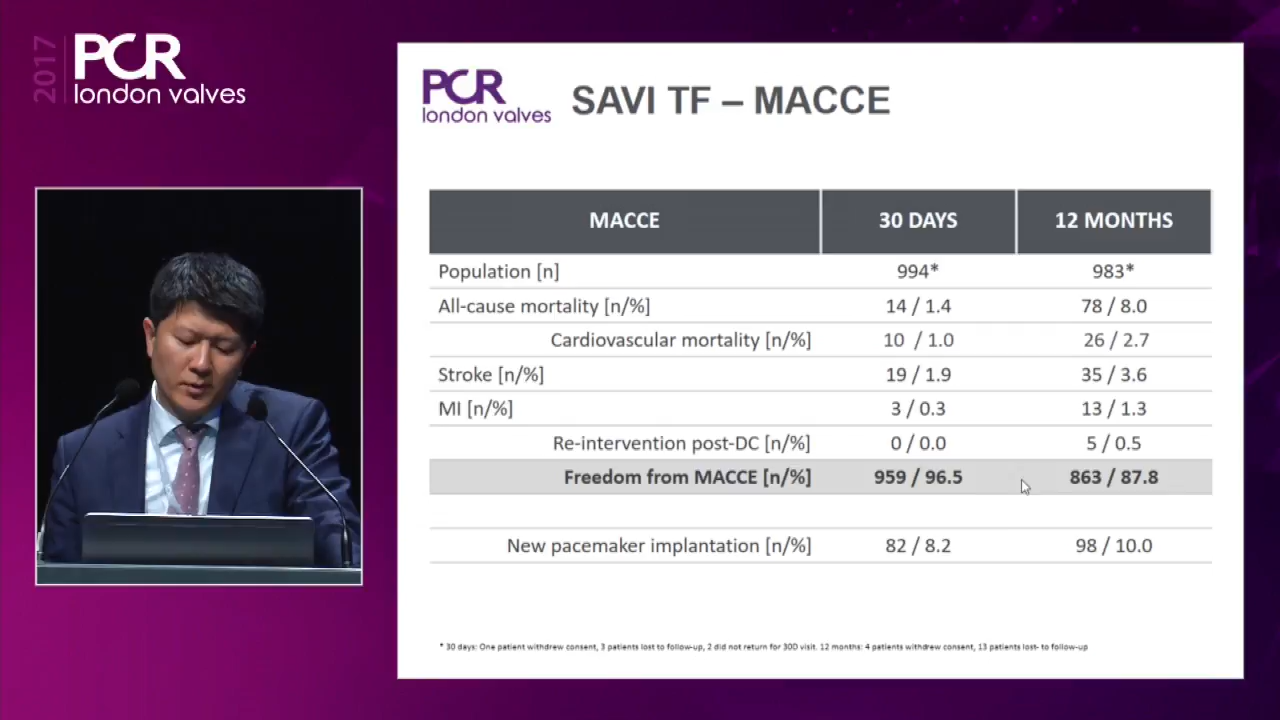 2017
PCR
london valves
PCR
london valves
SAVI TF – MACCE
MACCE 30 DAYS 12 MONTHS
Population [n] 994* 983*
All-cause mortality [n/%] 14 / 1.4 78 / 8.0
Cardiovascular mortality [n/%] 10 / 1.0 26 / 2.7
Stroke [n/%] 19 / 1.9 35 / 3.6
MI [n/%] 3 / 0.3 13 / 1.3
Re-intervention post-DC [n/%] 0 / 0.0 5 / 0.5
Freedom from MACCE [n/%] 959 / 96.5 863 / 87.8
New pacemaker implantation [n/%] 82 / 8.2 98 / 10.0
* 30 days: One patient withdrew consent, 3 patients lost to follow-up, 2 did not return for 30D visit. 12 months: 4 patients withdrew consent, 13 patients lost- to follow-up